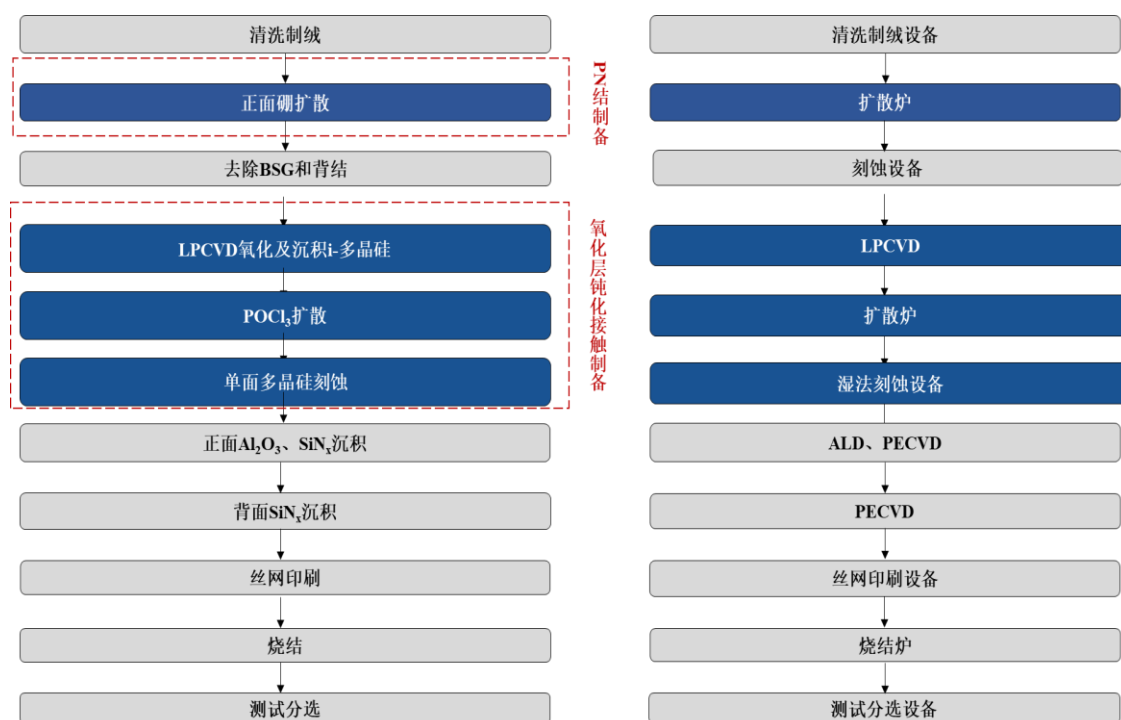 清洗制绒
正面硼扩散
PN结制备
去除BSG和背结
LPCVD氧化及沉积i-多晶硅
POCl₃扩散
单面多晶硅刻蚀
氧化层钝化接触制备
正面Al₂O₃、SiNₓ沉积
背面SiNₓ沉积
丝网印刷
烧结
测试分选
清洗制绒设备
扩散炉
刻蚀设备
LPCVD
扩散炉
湿法刻蚀设备
ALD、PECVD
PECVD
丝网印刷设备
烧结炉
测试分选设备